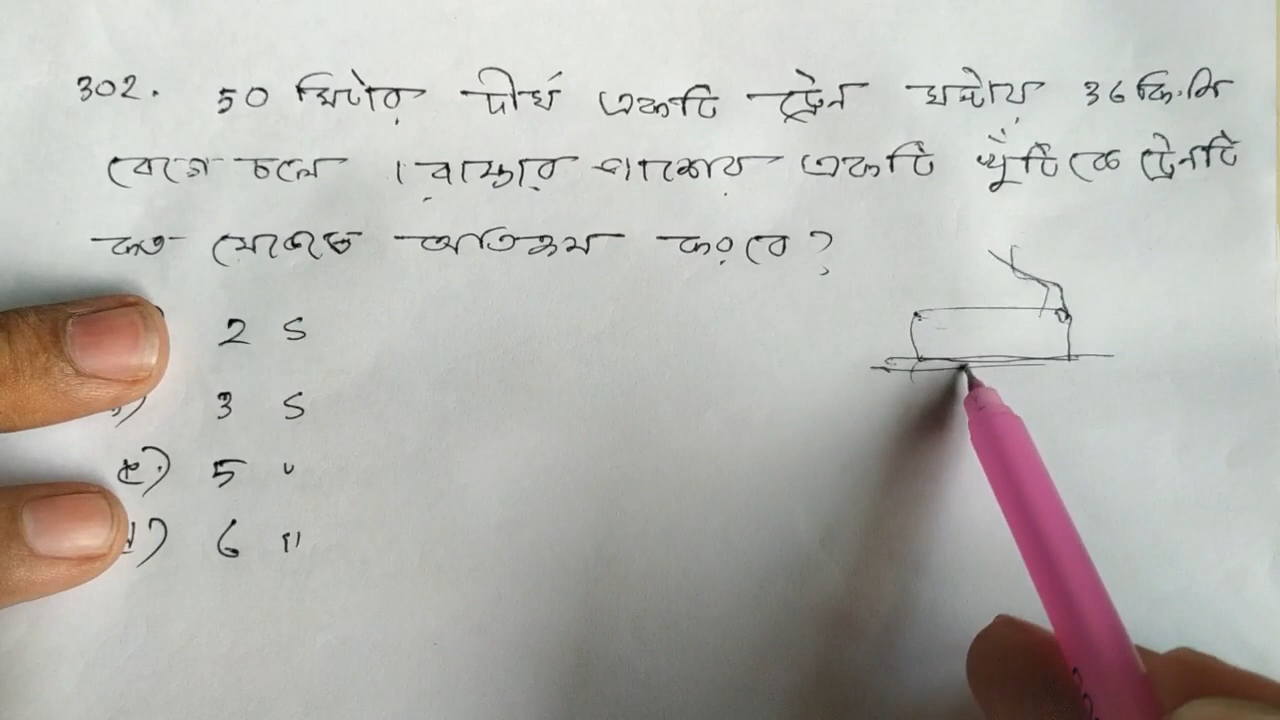 302. 50 মিটার দীর্ঘ একটি ট্রেন ঘন্টায় 36 কি.মি
বেগে চলে । রাস্তার পাশের একটি খুঁটিকে ট্রেনটি
কত সেকেন্ডে অতিক্রম করবে ?
2 S
3 S
5 "
6 "